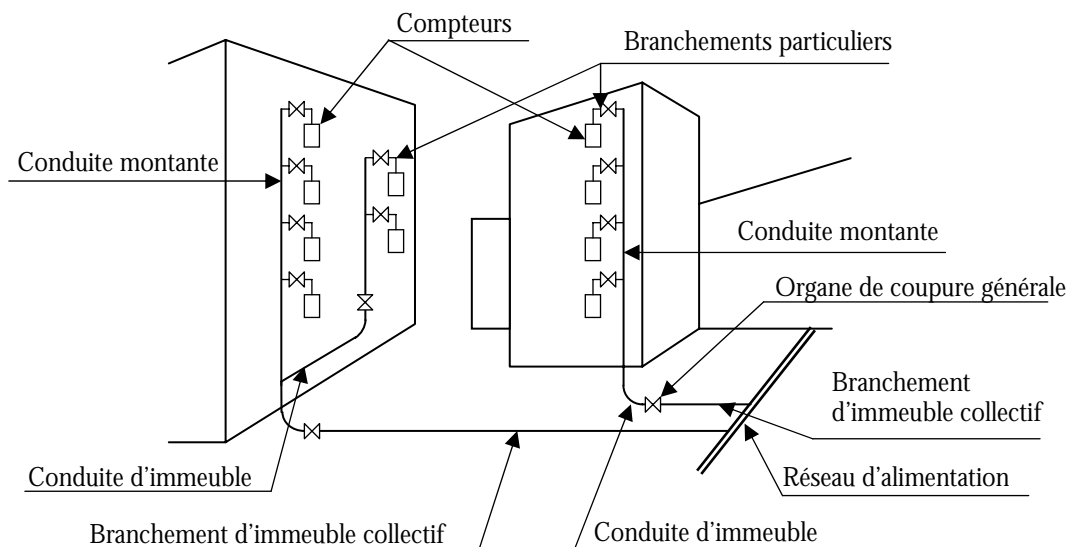 Compteurs
Branchements particuliers
Conduite montante
Conduite montante
Organe de coupure générale
Branchement
d'immeuble collectif
Conduite d'immeuble
Réseau d'alimentation
Branchement d'immeuble collectif
Conduite d'immeuble